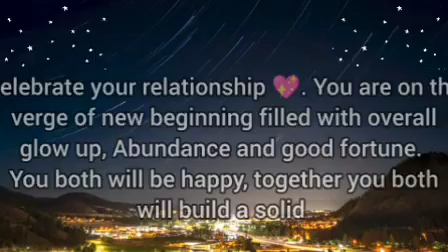 elebrate your relationship 💖. You are on th
verge of new beginning filled with overall
glow up, Abundance and good fortune.
You both will be happy, together you both
will build a solid